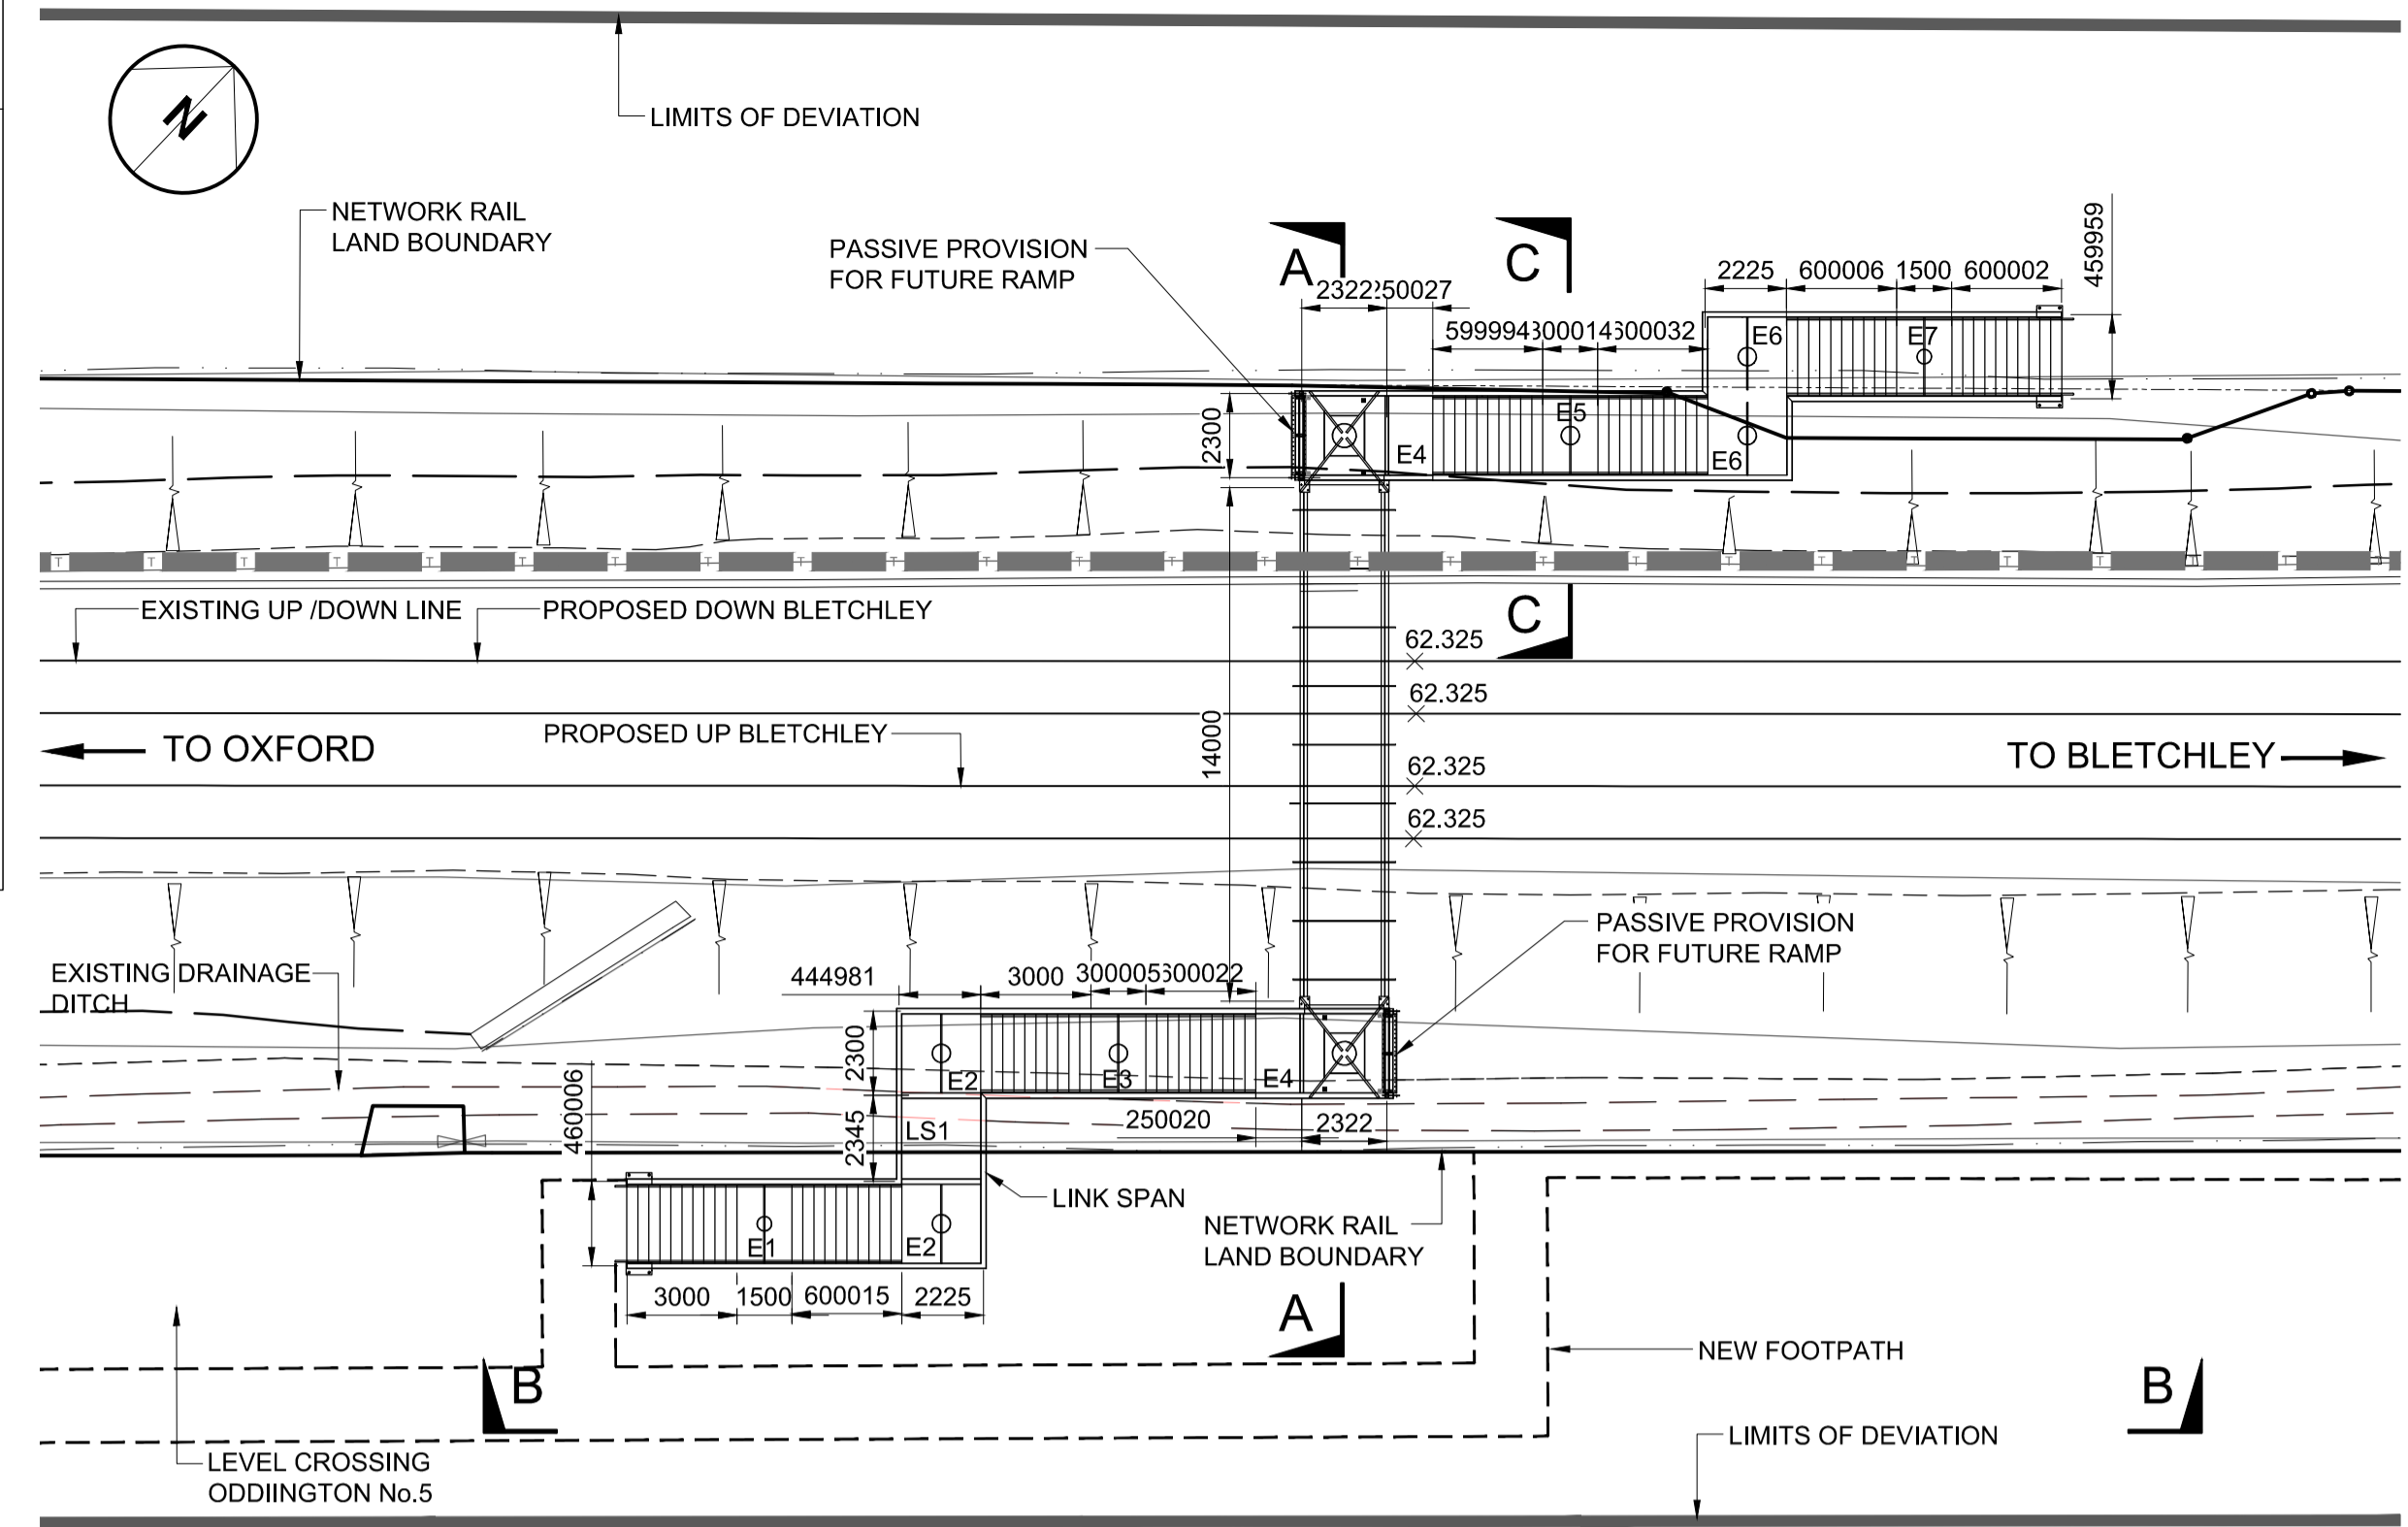 LIMITS OF DEVIATION
N
NETWORK RAIL
LAND BOUNDARY
PASSIVE PROVISION
FOR FUTURE RAMP
A
C
2322
50027
2225
600006
1500
600002
459959
599994
600032
E6
E7
E5
2300
E4
E6
T T T T T T T T T T T T T T T T T T T T T T T T T T
EXISTING UP /DOWN LINE
PROPOSED DOWN BLETCHLEY
C
62.325
62.325
14000
PROPOSED UP BLETCHLEY
TO OXFORD
TO BLETCHLEY
62.325
62.325
PASSIVE PROVISION
FOR FUTURE RAMP
EXISTING DRAINAGE
DITCH
444981
3000
300005
2300
E2
E3
E4
460006
2345
LS1
250020
2322
LINK SPAN
NETWORK RAIL
LAND BOUNDARY
E1
E2
3000
1500
600015
2225
A
NEW FOOTPATH
B
B
LIMITS OF DEVIATION
LEVEL CROSSING
ODDIINGTON No.5